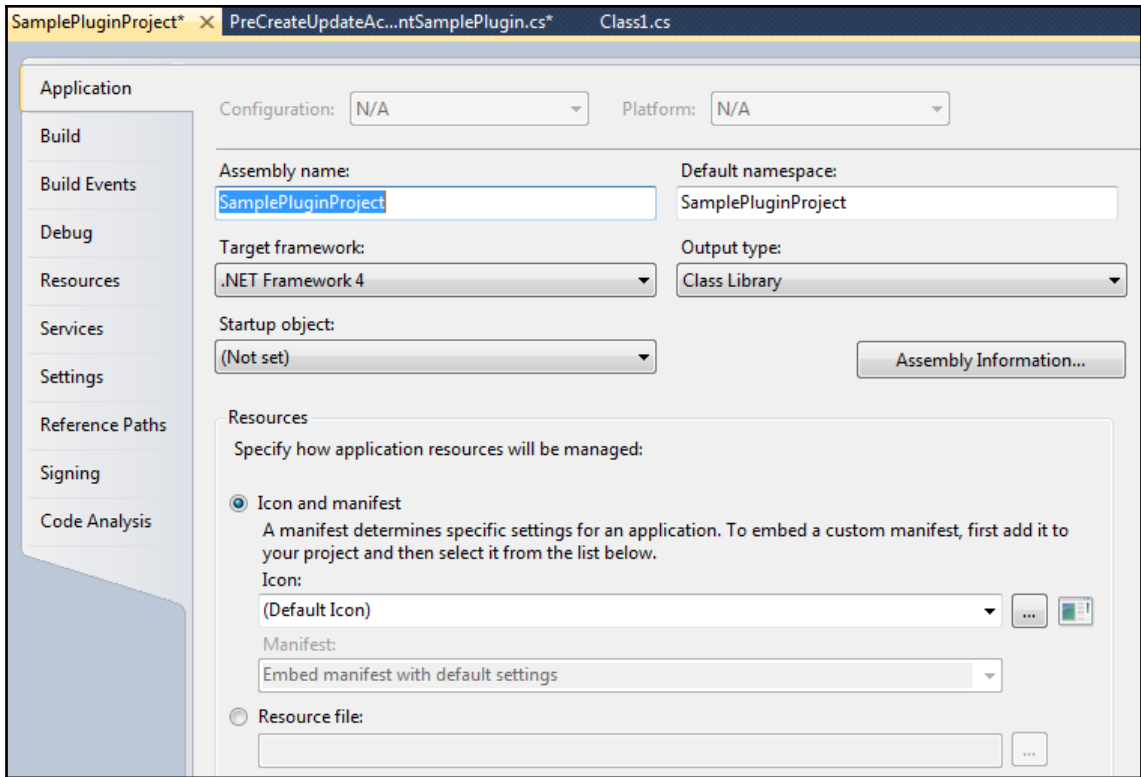 SamplePluginProject* PreCreateUpdateAc...ntSamplePlugin.cs* Class1.cs
Application
Build
Build Events
Debug
Resources
Services
Settings
Reference Paths
Signing
Code Analysis
Configuration: N/A Platform: N/A
Assembly name: Default namespace:
SamplePluginProject SamplePluginProject
Target framework: Output type:
.NET Framework 4 Class Library
Startup object:
(Not set) Assembly Information...
Resources
Specify how application resources will be managed:
Icon and manifest
A manifest determines specific settings for an application. To embed a custom manifest, first add it to
your project and then select it from the list below.
Icon:
(Default Icon) ...
Manifest:
Embed manifest with default settings
Resource file:
...